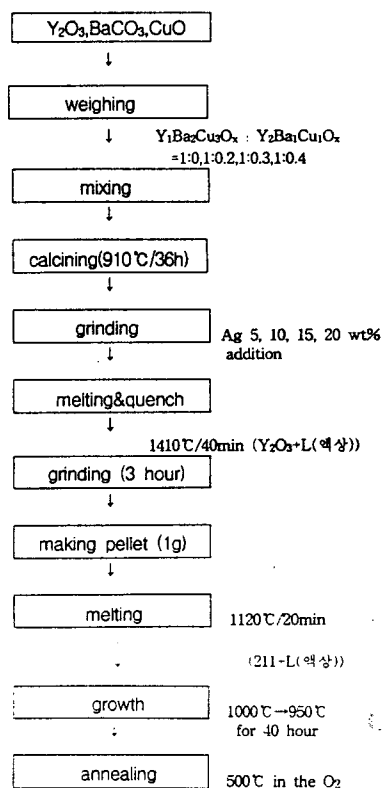 Y₂O₃,BaCO₃,CuO
↓
weighing
↓ Y₁Ba₂Cu₃Oₓ : Y₂Ba₁Cu₁Oₓ
=1:0,1:0.2,1:0.3,1:0.4
mixing
↓
calcining(910℃/36h)
↓
grinding
Ag 5, 10, 15, 20 wt%
↓ addition
melting&quench
↓
1410℃/40min (Y₂O₃+L(액상))
grinding (3 hour)
↓
making pellet (1g)
↓
melting
1120℃/20min
(211+L(액상))
growth
1000℃→950℃
↓ for 40 hour
annealing
500℃ in the O₂